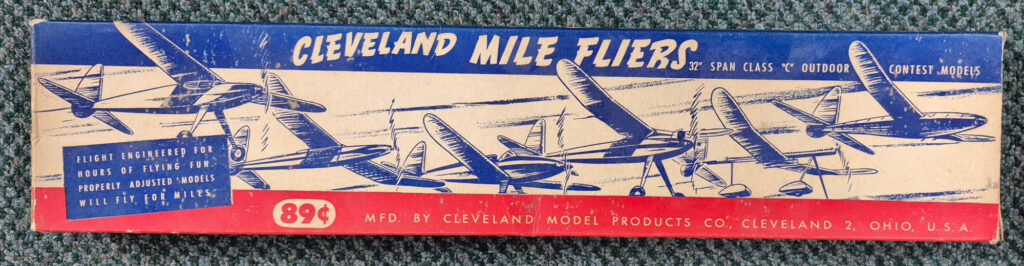 CLEVELAND MILE FLIERS
32" SPAN CLASS "C" OUTDOOR CONTEST MODELS
FLIGHT ENGINEERED FOR
HOURS OF FLYING FUN.
PROPERLY ADJUSTED MODELS
WILL FLY FOR MILES.
89¢
MFD. BY CLEVELAND MODEL PRODUCTS CO., CLEVELAND 2, OHIO, U.S.A.